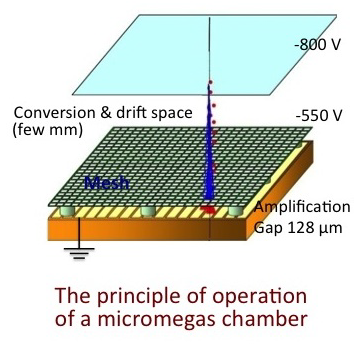 -800 V
Conversion & drift space
(few mm)
-550 V
Mesh
Amplification
Gap 128 µm
The principle of operation
of a micromegas chamber